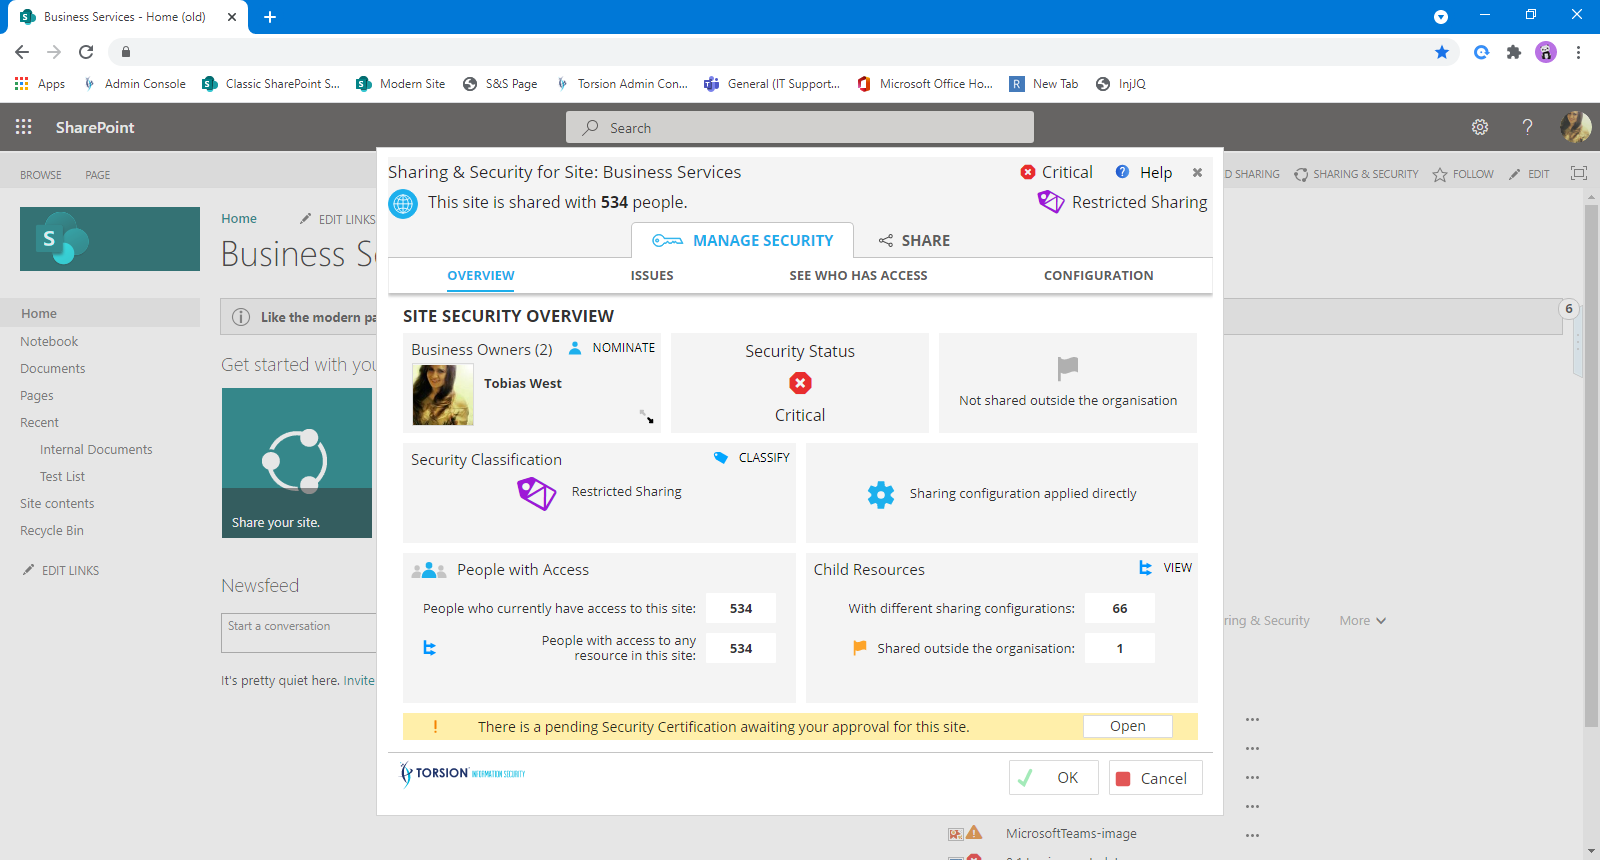 Business Services - Home (old)
Apps
Admin Console
Classic SharePoint S...
Modern Site
S&S Page
Torsion Admin Con...
General (IT Support...
Microsoft Office Ho...
R
New Tab
InjJQ
SharePoint
Search
?
BROWSE
PAGE
D SHARING
SHARING & SECURITY
FOLLOW
EDIT
S
Home
EDIT LINKS
Business S
Like the modern pa
6
Home
Notebook
Documents
Pages
Recent
Internal Documents
Test List
Site contents
Recycle Bin
EDIT LINKS
Get started with you
Share your site.
Newsfeed
Start a conversation
It's pretty quiet here. Invite
Sharing & Security for Site: Business Services
Critical
? Help
This site is shared with 534 people.
Restricted Sharing
MANAGE SECURITY
SHARE
OVERVIEW
ISSUES
SEE WHO HAS ACCESS
CONFIGURATION
SITE SECURITY OVERVIEW
Business Owners (2)
NOMINATE
Tobias West
Security Status
Critical
Not shared outside the organisation
Security Classification
CLASSIFY
Restricted Sharing
Sharing configuration applied directly
People with Access
People who currently have access to this site: 534
People with access to any
resource in this site: 534
Child Resources
VIEW
With different sharing configurations: 66
Shared outside the organisation: 1
! There is a pending Security Certification awaiting your approval for this site.
Open
TORSION INFORMATION SECURITY
OK
Cancel
ring & Security
More
MicrosoftTeams-image